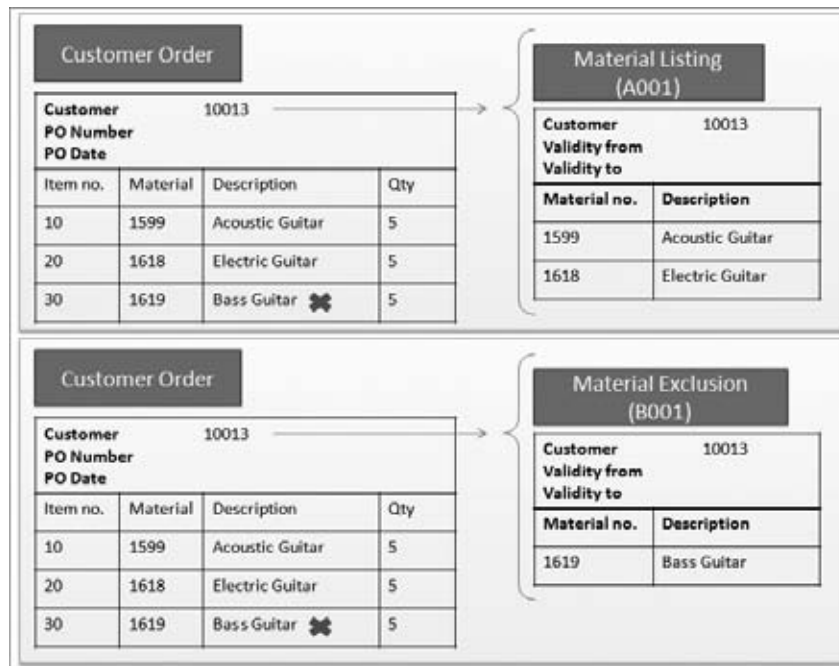 Customer Order
Customer 10013
PO Number
PO Date
Item no. Material Description Qty
10 1599 Acoustic Guitar 5
20 1618 Electric Guitar 5
30 1619 Bass Guitar 5
Material Listing
(A001)
Customer 10013
Validity from
Validity to
Material no. Description
1599 Acoustic Guitar
1618 Electric Guitar
Customer Order
Customer 10013
PO Number
PO Date
Item no. Material Description Qty
10 1599 Acoustic Guitar 5
20 1618 Electric Guitar 5
30 1619 Bass Guitar 5
Material Exclusion
(B001)
Customer 10013
Validity from
Validity to
Material no. Description
1619 Bass Guitar